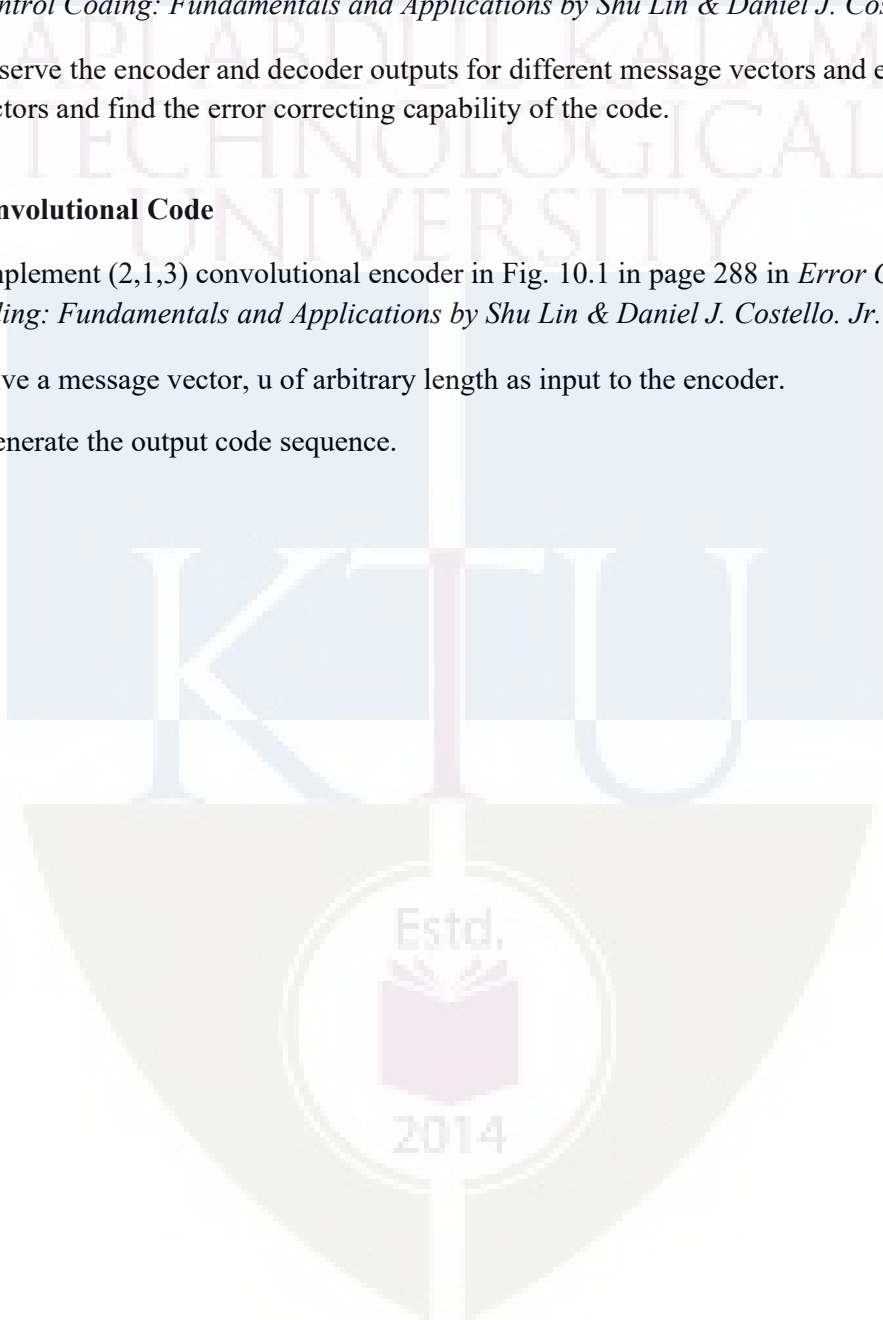 ntrol Coding: Fundamentals and Applications by Shu Lin & Daniel J. Cos
API ABDUL KALAM
serve the encoder and decoder outputs for different message vectors and e
ctors and find the error correcting capability of the code.
TECHNOLOGICAL
nvolutional Code
UNIVERSITY
nplement (2,1,3) convolutional encoder in Fig. 10.1 in page 288 in Error C
ling: Fundamentals and Applications by Shu Lin & Daniel J. Costello. Jr.
ve a message vector, u of arbitrary length as input to the encoder.
enerate the output code sequence.
KTU
Estd.
2014